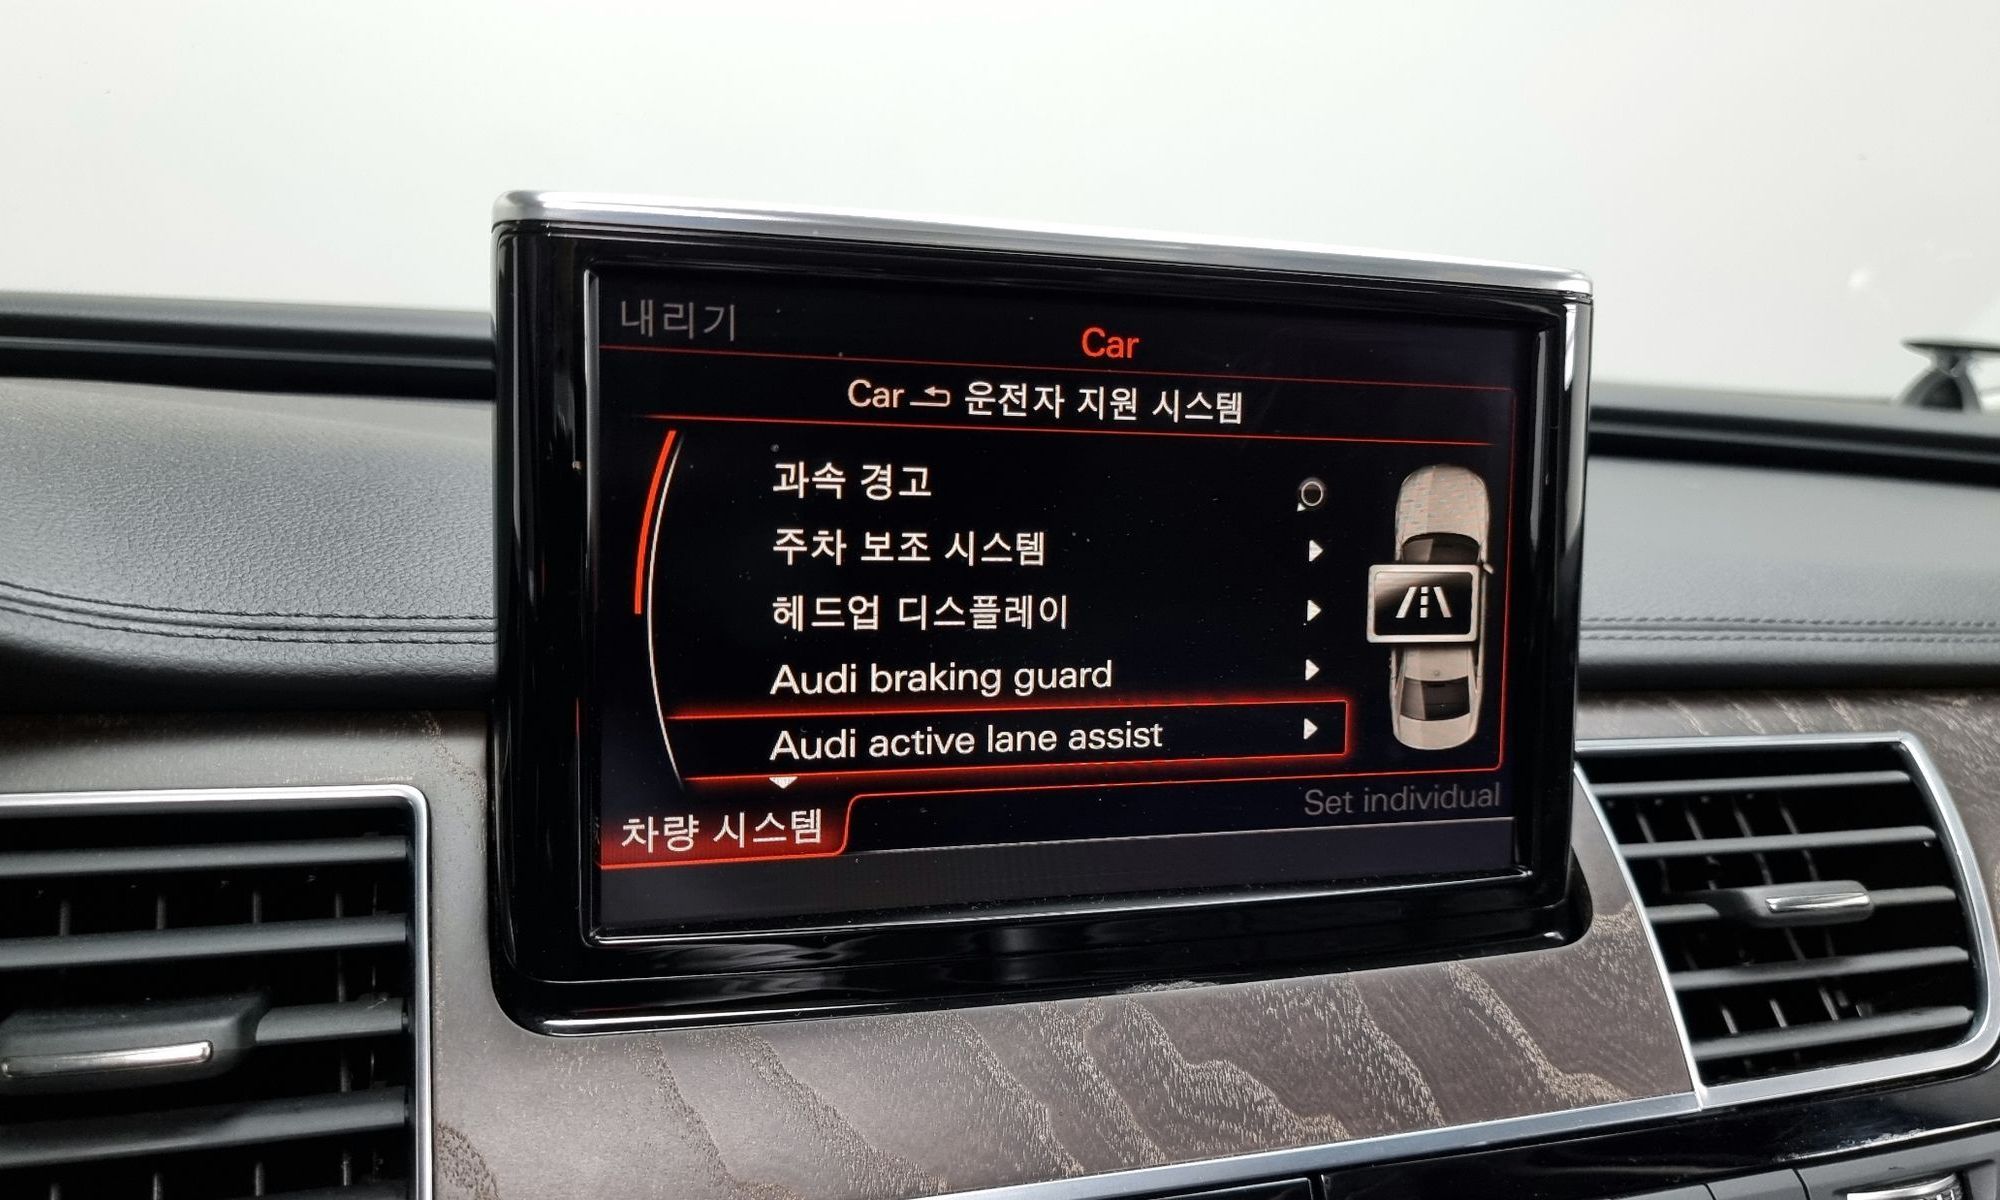 내리기
Car
Car 운전자 지원 시스템
과속 경고
주차 보조 시스템
헤드업 디스플레이
Audi braking guard
Audi active lane assist
Set individual
차량 시스템